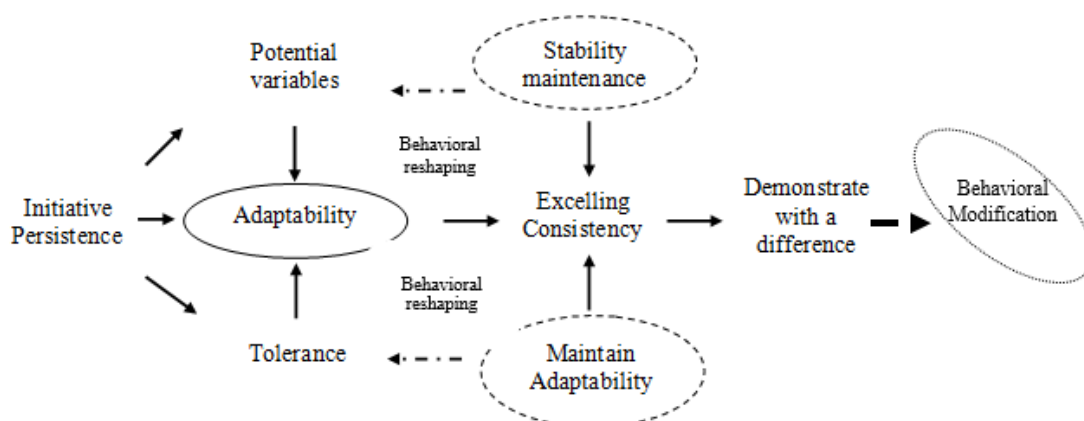 Potential
variables
Stability
maintenance
Behavioral
reshaping
Initiative
Persistence
Adaptability
Excelling
Consistency
Demonstrate
with a
difference
Behavioral
Modification
Behavioral
reshaping
Tolerance
Maintain
Adaptability